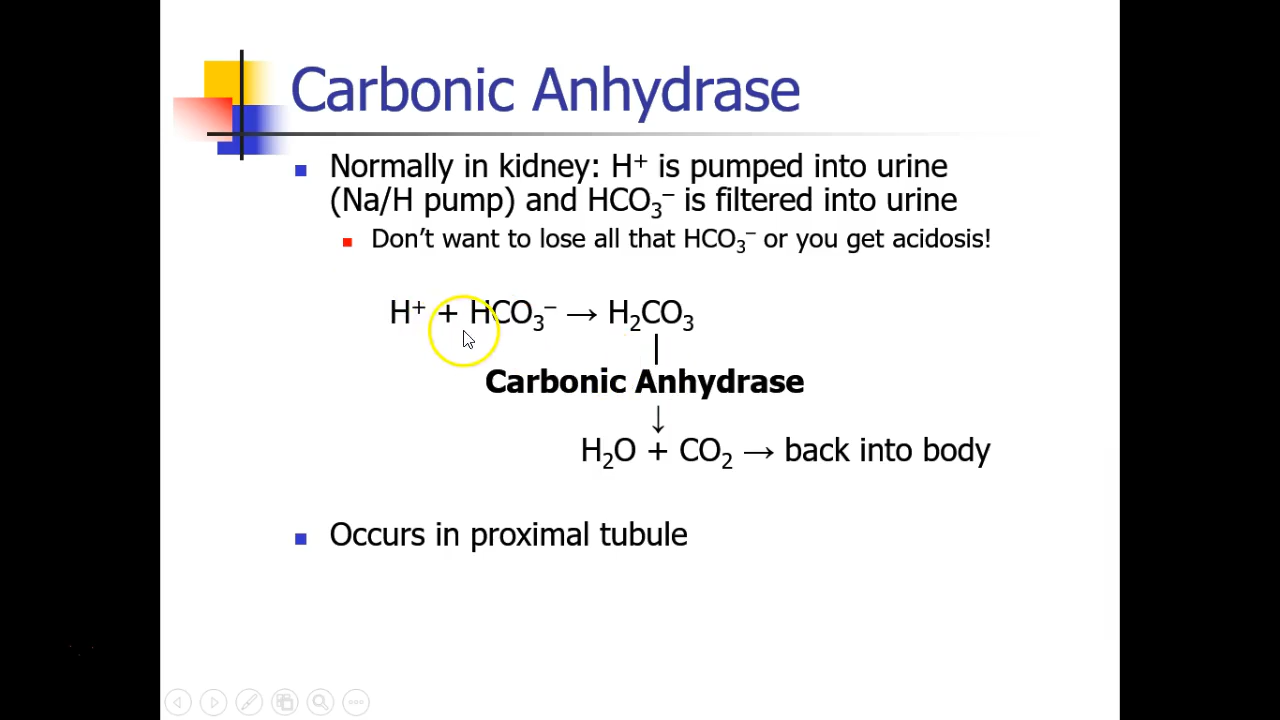 Carbonic Anhydrase
Normally in kidney: H⁺ is pumped into urine
(Na/H pump) and HCO₃⁻ is filtered into urine
Don't want to lose all that HCO₃⁻ or you get acidosis!
H⁺ + HCO₃⁻ → H₂CO₃
Carbonic Anhydrase
↓
H₂O + CO₂ → back into body
Occurs in proximal tubule